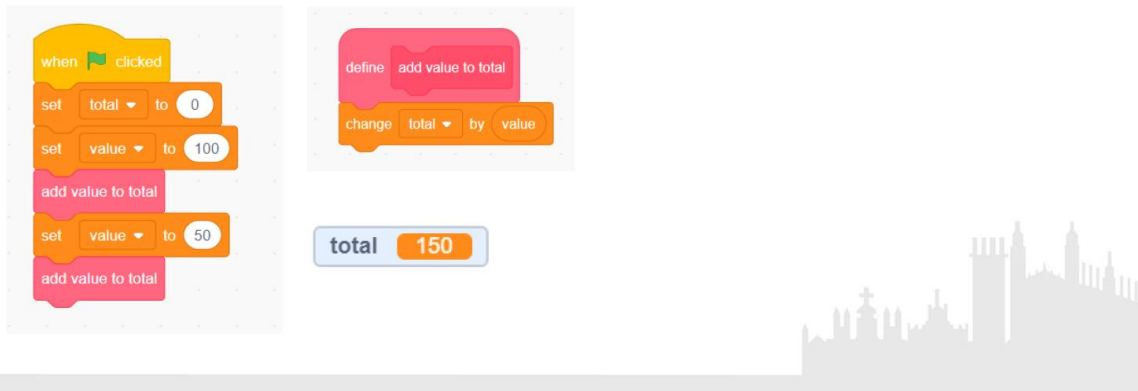 when clicked
set total to 0
set value to 100
add value to total
set value to 50
add value to total
define add value to total
change total by value
total 150